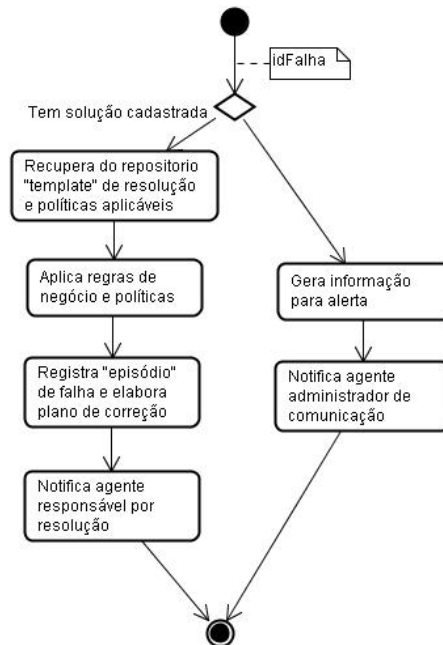 idFalha
Tem solução cadastrada
Recupera do repositorio
"template" de resolução
e políticas aplicáveis
Aplica regras de
negócio e políticas
Registra "episódio"
de falha e elabora
plano de correção
Notifica agente
responsável por
resolução
Gera informação
para alerta
Notifica agente
administrador de
comunicação